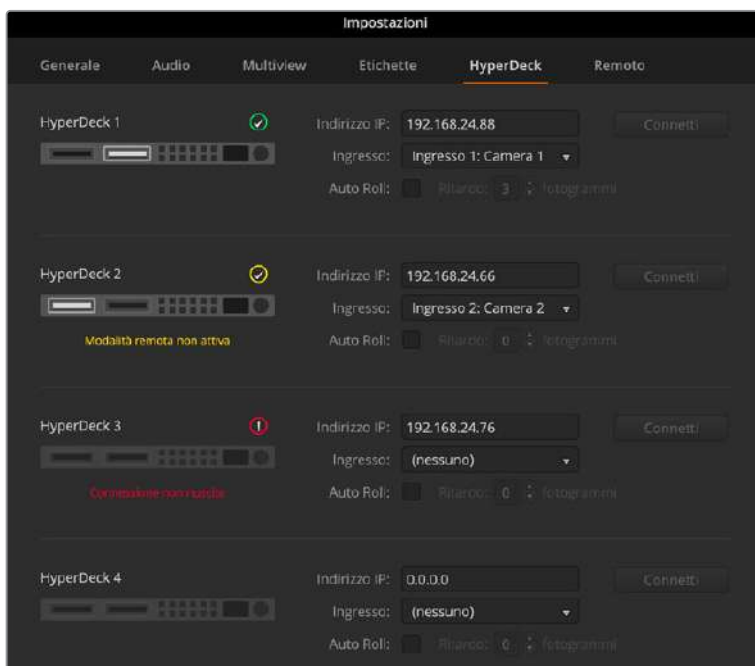 Impostazioni
Generale Audio Multiview Etichette HyperDeck Remoto
HyperDeck 1 Indirizzo IP: 192.168.24.88 Connetti
Ingresso: Ingresso 1: Camera 1
Auto Roll: Ritardo: 3 fotogrammi
HyperDeck 2 Indirizzo IP: 192.168.24.66 Connetti
Ingresso: Ingresso 2: Camera 2
Modalità remota non attiva Auto Roll: Ritardo: 0 fotogrammi
HyperDeck 3 Indirizzo IP: 192.168.24.76 Connetti
Ingresso: (nessuno)
Connessione non riuscita Auto Roll: Ritardo: 0 fotogrammi
HyperDeck 4 Indirizzo IP: 0.0.0.0 Connetti
Ingresso: (nessuno)
Auto Roll: Ritardo: 0 fotogrammi